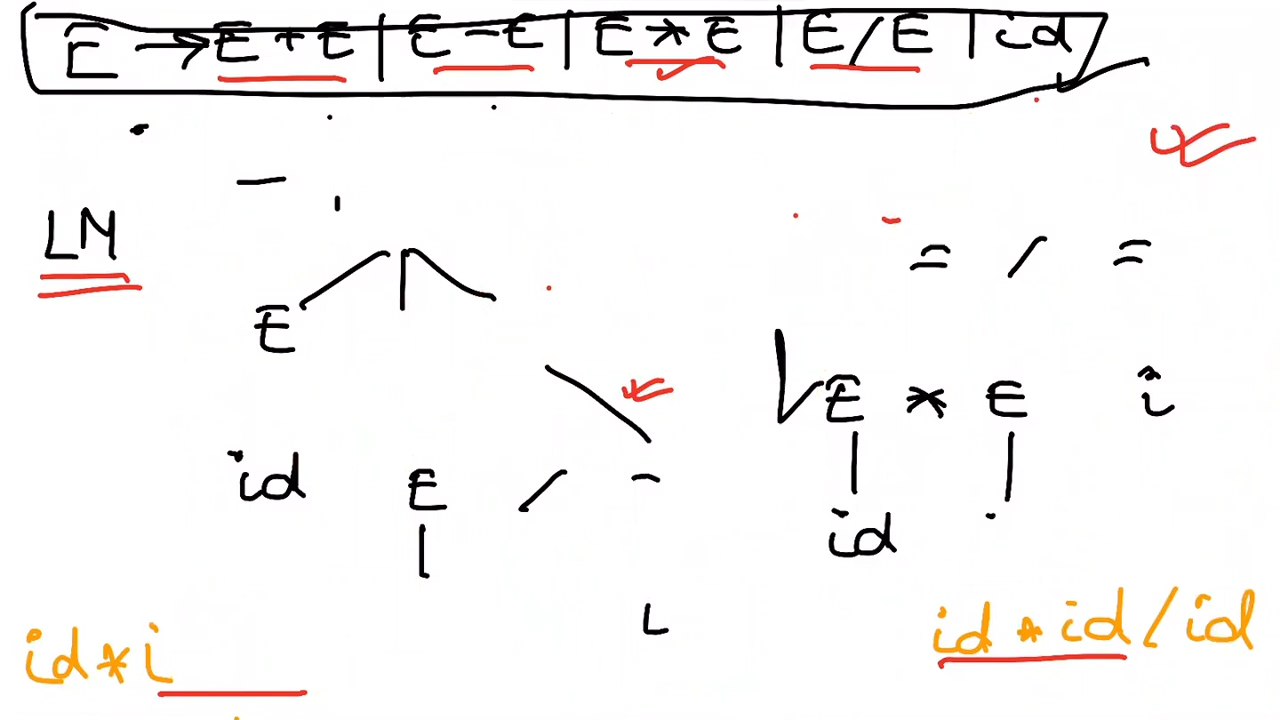 E → E + E | E - E | E * E | E / E | id
LM
= / =
E
E * E i
id E /
id
id * i
id * id / id